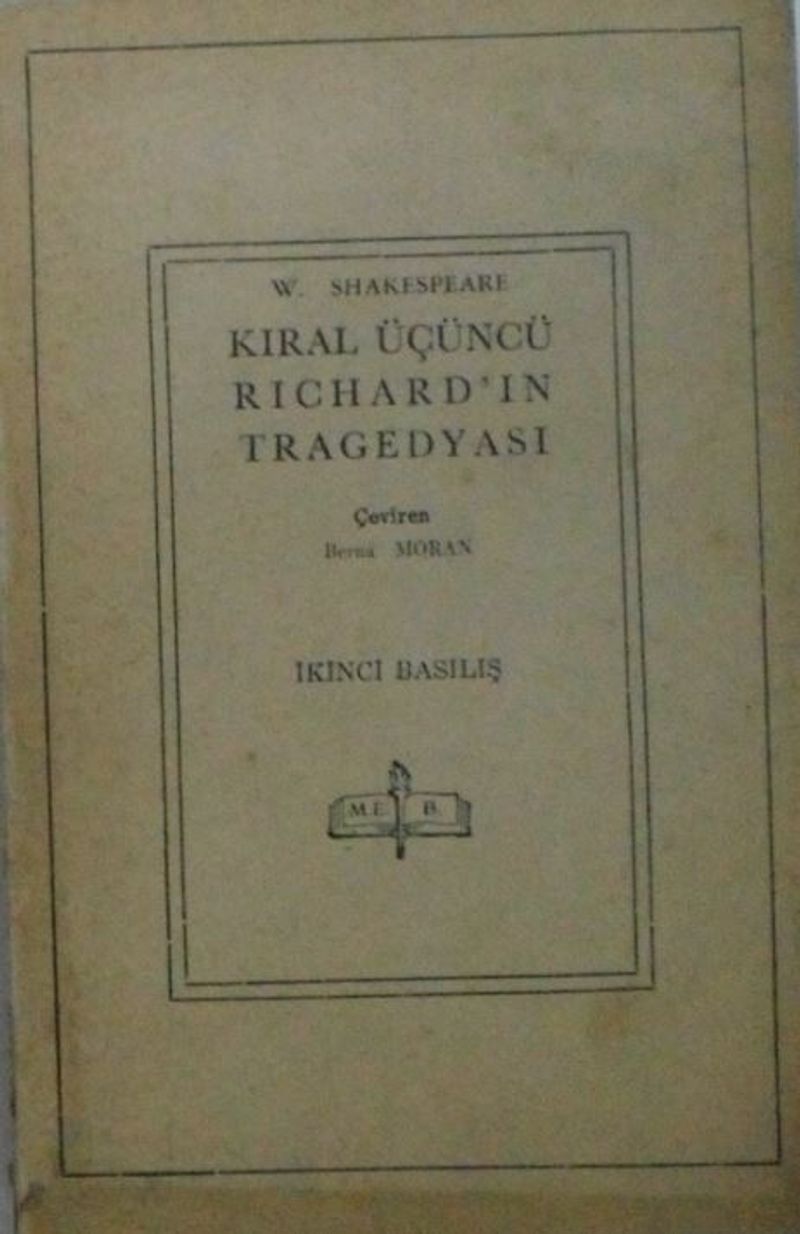 W. SHAKESPEARE
KIRAL ÜÇÜNCÜ
RICHARD'IN
TRAGEDYASI
Çeviren
Berna MORAN
İKİNCİ BASILIŞ
M. E. B.